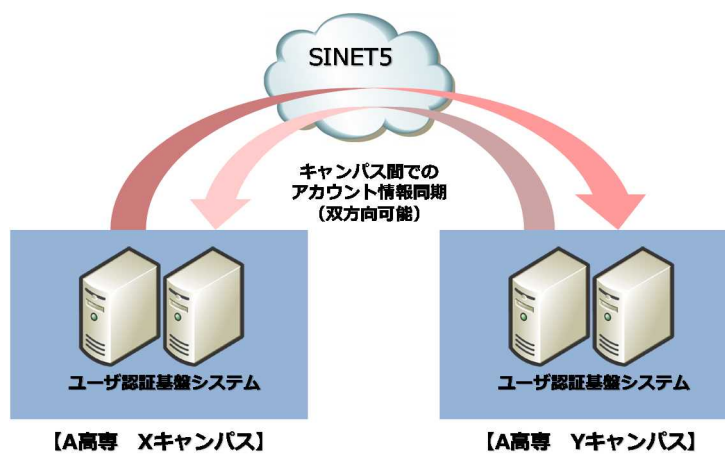 SINET5
キャンパス間での
アカウント情報同期
（双方向可能）
ユーザ認証基盤システム
ユーザ認証基盤システム
【A高専　Xキャンパス】
【A高専　Yキャンパス】